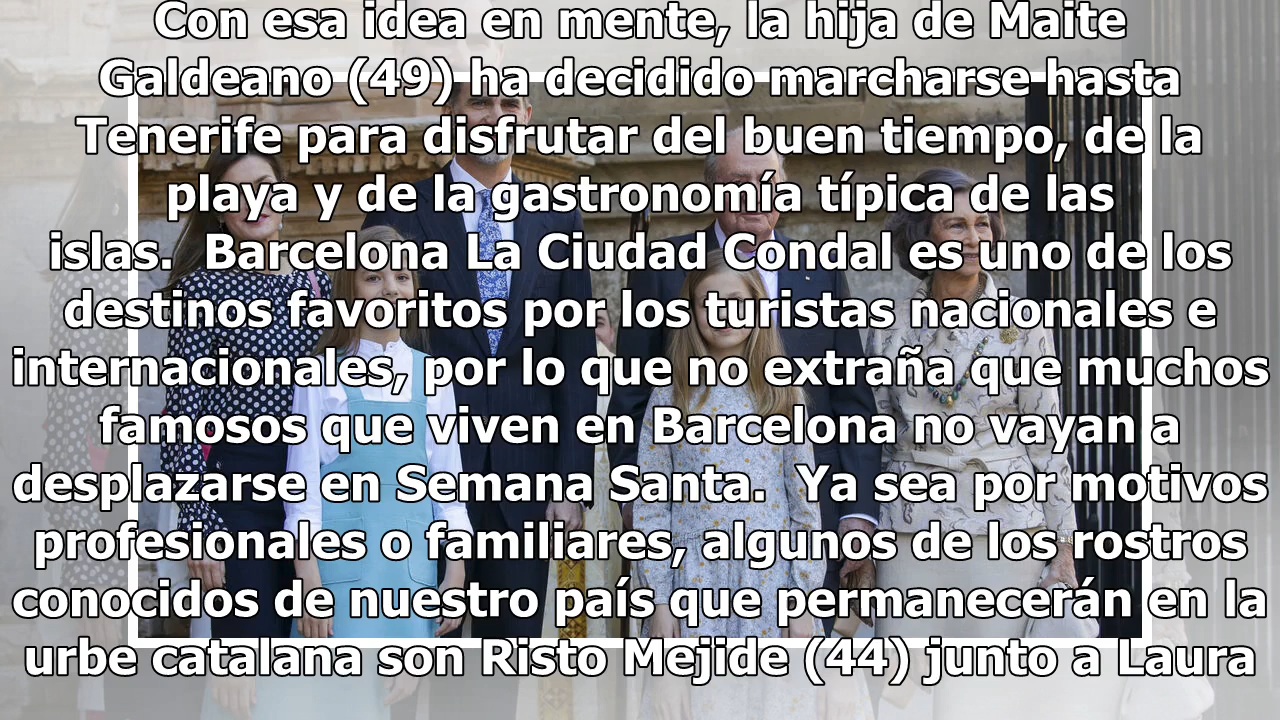 Con esa idea en mente, la hija de Maite
Galdeano (49) ha decidido marcharse hasta
Tenerife para disfrutar del buen tiempo, de la
playa y de la gastronomía típica de las
islas.  Barcelona La Ciudad Condal es uno de los
destinos favoritos por los turistas nacionales e
internacionales, por lo que no extraña que muchos
famosos que viven en Barcelona no vayan a
desplazarse en Semana Santa.  Ya sea por motivos
profesionales o familiares, algunos de los rostros
conocidos de nuestro país que permanecerán en la
urbe catalana son Risto Mejide (44) junto a Laura